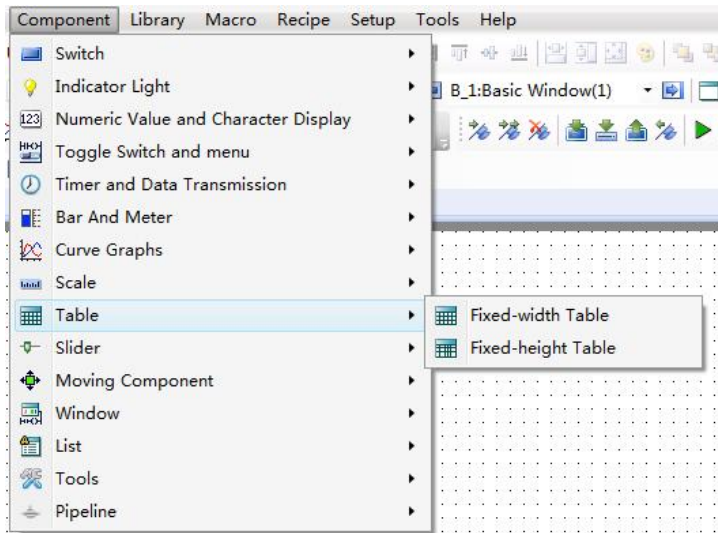 Component Library Macro Recipe Setup Tools Help
Switch
Indicator Light
B_1:Basic Window(1)
123 Numeric Value and Character Display
Toggle Switch and menu
Timer and Data Transmission
Bar And Meter
Curve Graphs
Scale
Table
Fixed-width Table
Fixed-height Table
Slider
Moving Component
Window
List
Tools
Pipeline